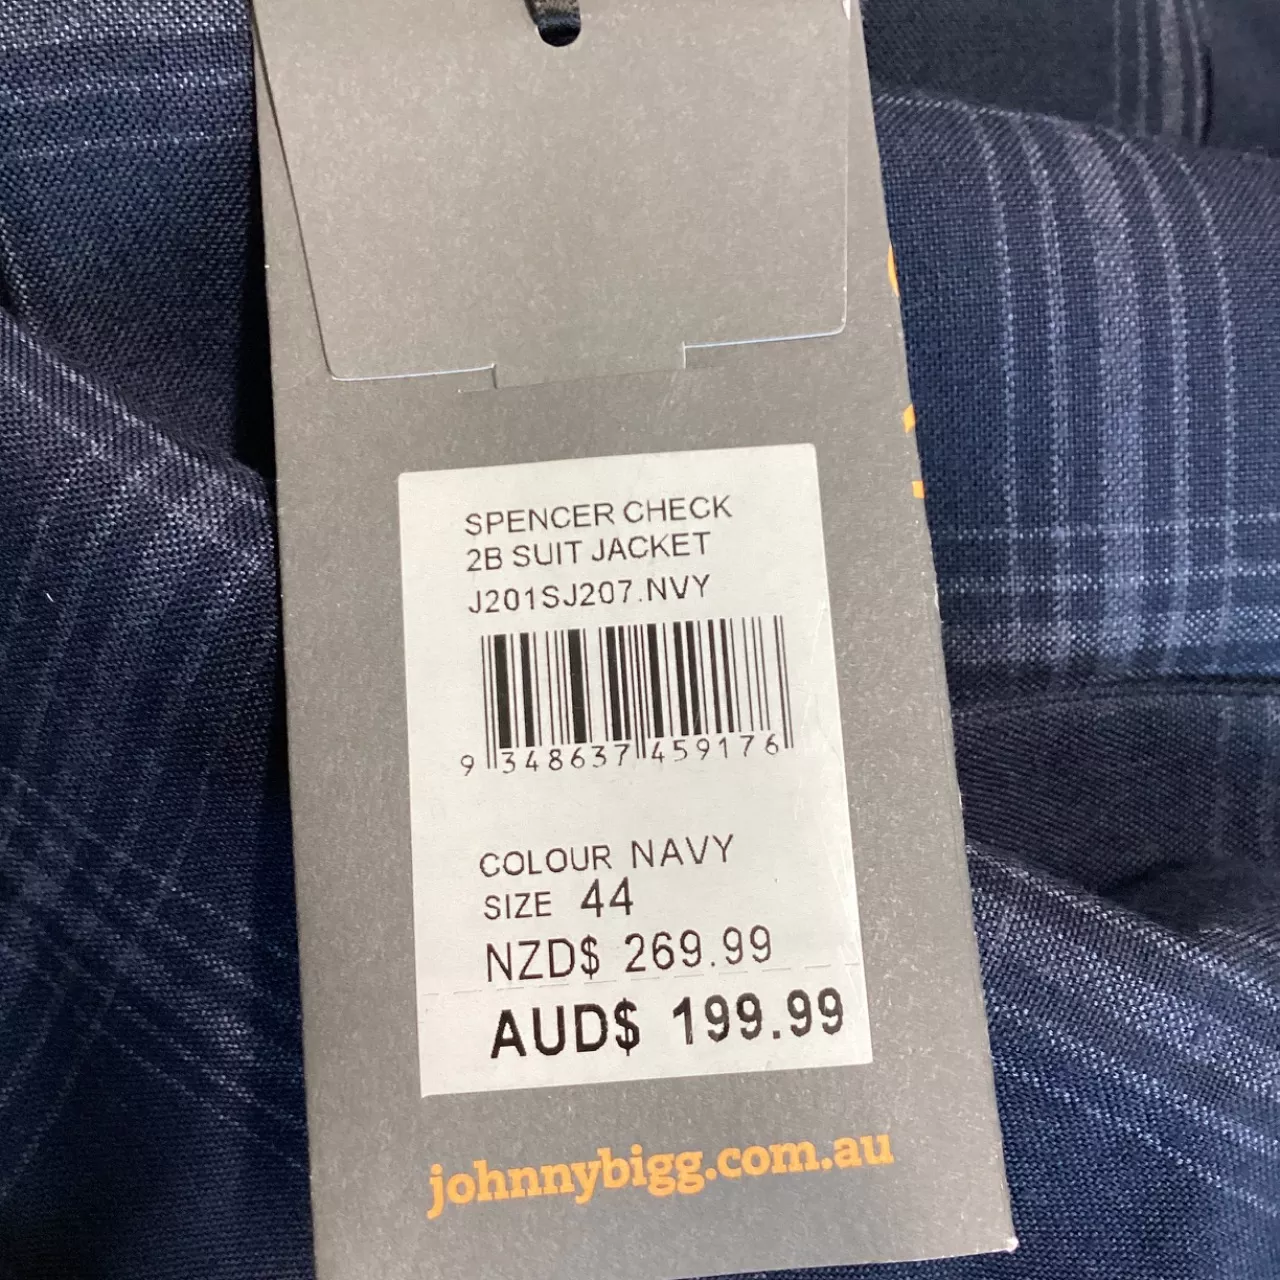 SPENCER CHECK
2B SUIT JACKET
J201SJ207.NVY
9 348637 459176
COLOUR NAVY
SIZE 44
NZD$ 269.99
AUD$ 199.99
johnnybigg.com.au